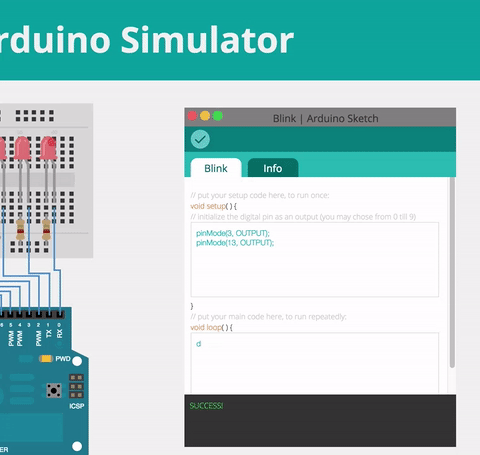 rduino Simulator
Blink | Arduino Sketch
Blink
Info
// put your setup code here, to run once:
void setup( ) {
// initialize the digital pin as an output (you may chose from 0 till 9)
pinMode(3, OUTPUT);
pinMode(13, OUTPUT);
}
// put your main code here, to run repeatedly:
void loop( ) {
d
SUCCESS!
6
5
4
3
2
1
0
PWM
PWM
PWM
TX
RX
PWD
ICSP
ER